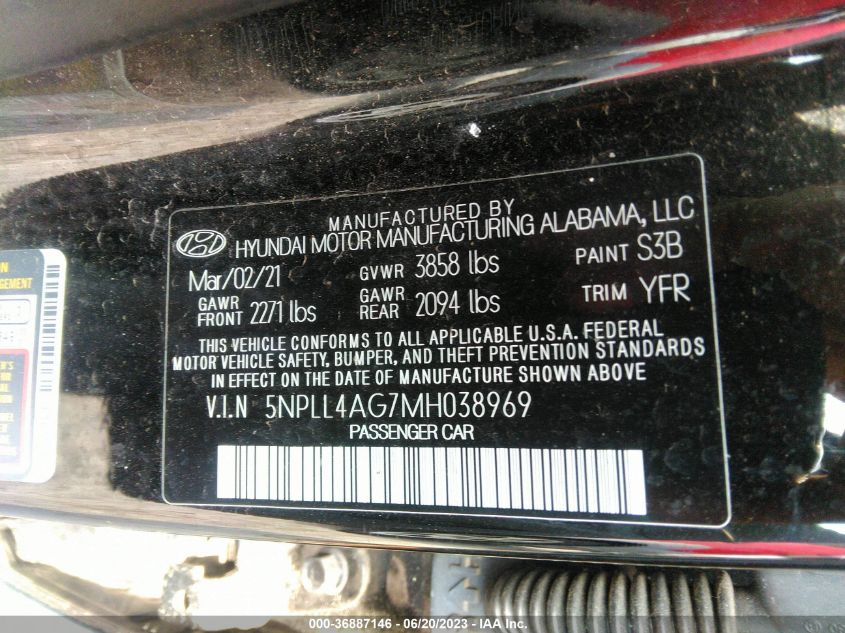 MANUFACTURED BY
HYUNDAI MOTOR MANUFACTURING ALABAMA, LLC
Mar/02/21 GVWR 3858 lbs PAINT S3B
GAWR FRONT 2271 lbs GAWR REAR 2094 lbs TRIM YFR
THIS VEHICLE CONFORMS TO ALL APPLICABLE U.S.A. FEDERAL
MOTOR VEHICLE SAFETY, BUMPER, AND THEFT PREVENTION STANDARDS
IN EFFECT ON THE DATE OF MANUFACTURE SHOWN ABOVE
V.I.N 5NPLL4AG7MH038969
PASSENGER CAR
000-36887146 - 06/20/2023 - IAA Inc.